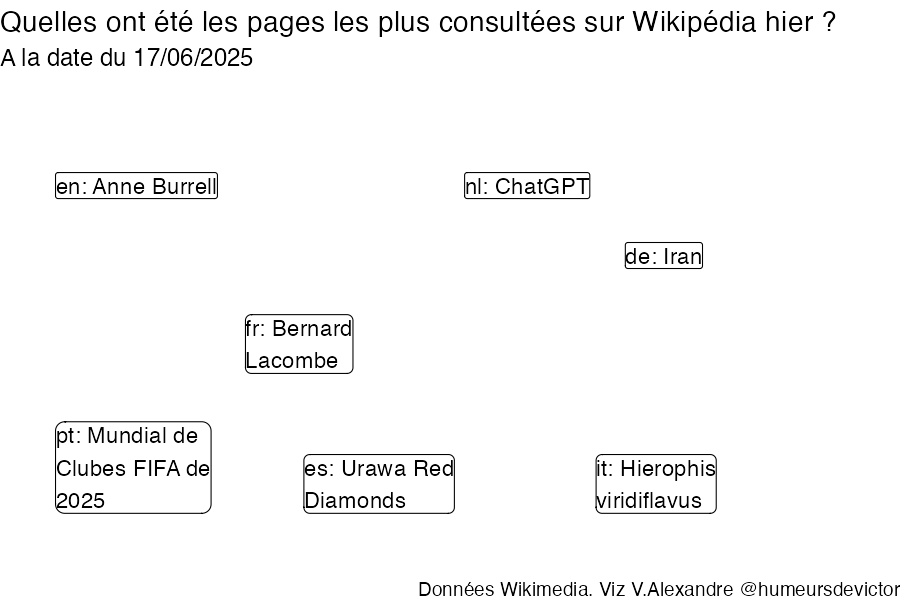 Quelles ont été les pages les plus consultées sur Wikipédia hier ?
A la date du 17/06/2025
en: Anne Burrell
nl: ChatGPT
de: Iran
fr: Bernard
Lacombe
pt: Mundial de
Clubes FIFA de
2025
es: Urawa Red
Diamonds
it: Hierophis
viridiflavus
Données Wikimedia. Viz V.Alexandre @humeursdevictor